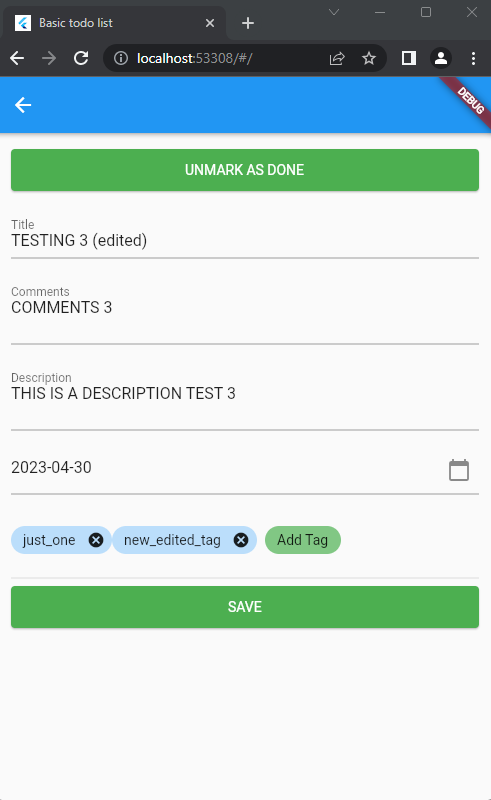 Basic todo list
localhost:53308/#/
DEBUG
UNMARK AS DONE
Title
TESTING 3 (edited)
Comments
COMMENTS 3
Description
THIS IS A DESCRIPTION TEST 3
2023-04-30
just_one new_edited_tag Add Tag
SAVE